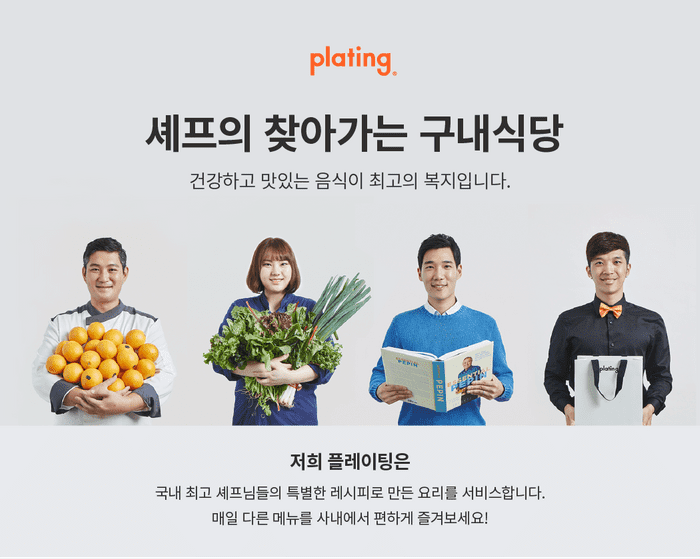 plating
셰프의 찾아가는 구내식당
건강하고 맛있는 음식이 최고의 복지입니다.
PEPIN
PEPIN
plating
저희 플레이팅은
국내 최고 셰프님들의 특별한 레시피로 만든 요리를 서비스합니다.
매일 다른 메뉴를 사내에서 편하게 즐겨보세요!